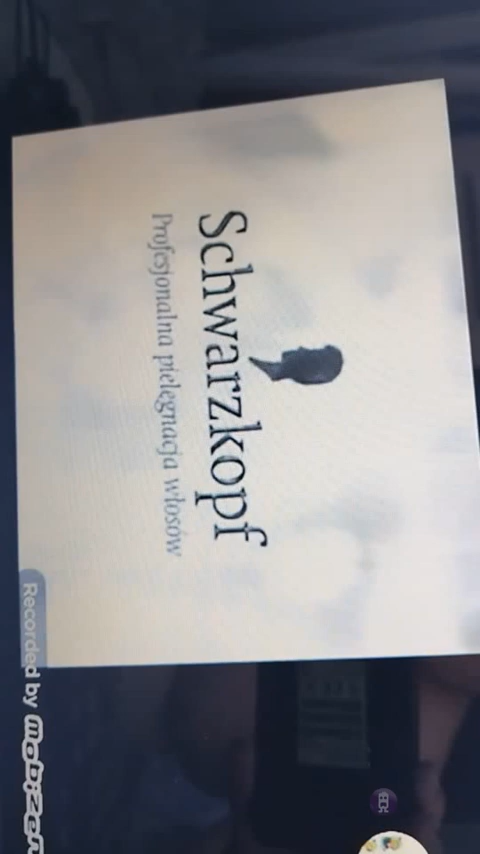 Schwarzkopf
Profesjonalna pielęgnacja włosów
Recorded by mobizen